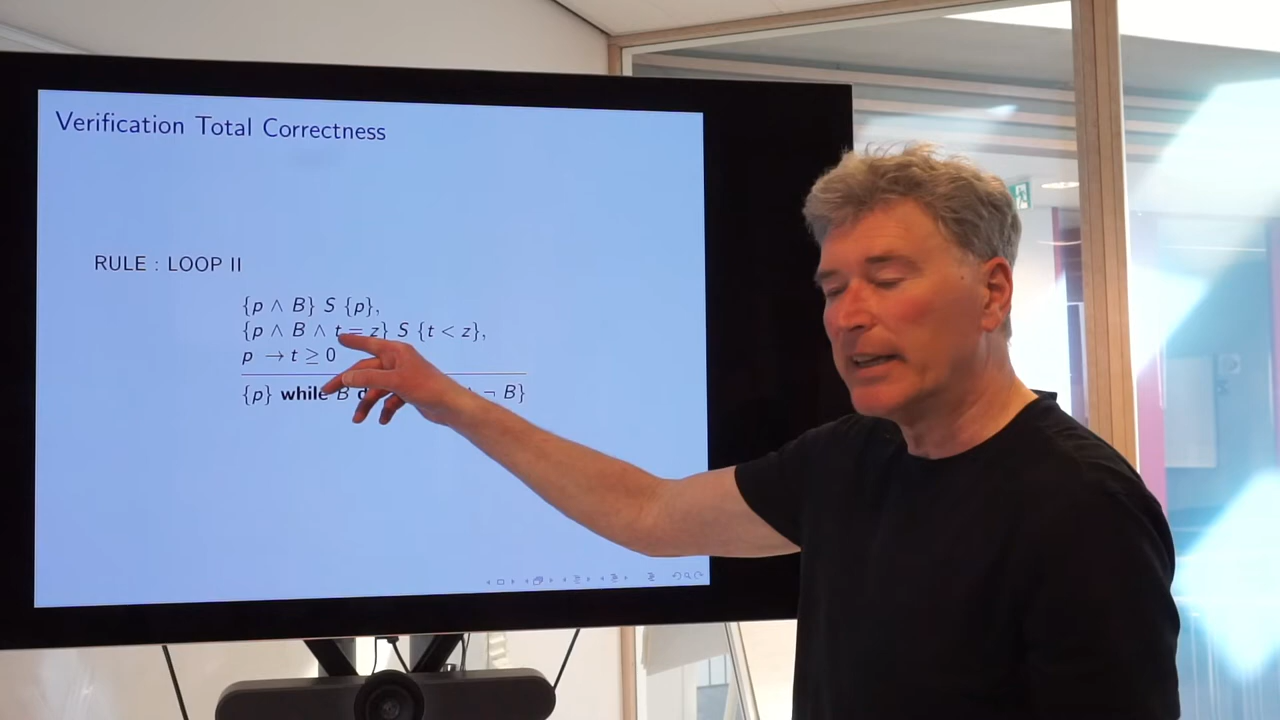 Verification Total Correctness
RULE : LOOP II
{p ∧ B} S {p},
{p ∧ B ∧ t = z} S {t < z},
p → t ≥ 0
{p} while B d ¬ B}